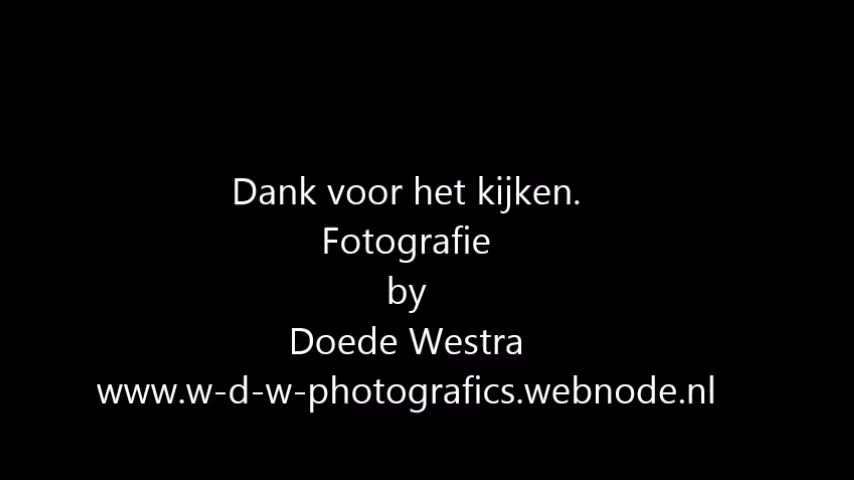 Dank voor het kijken.
Fotografie
by
Doede Westra
www.w-d-w-photografics.webnode.nl